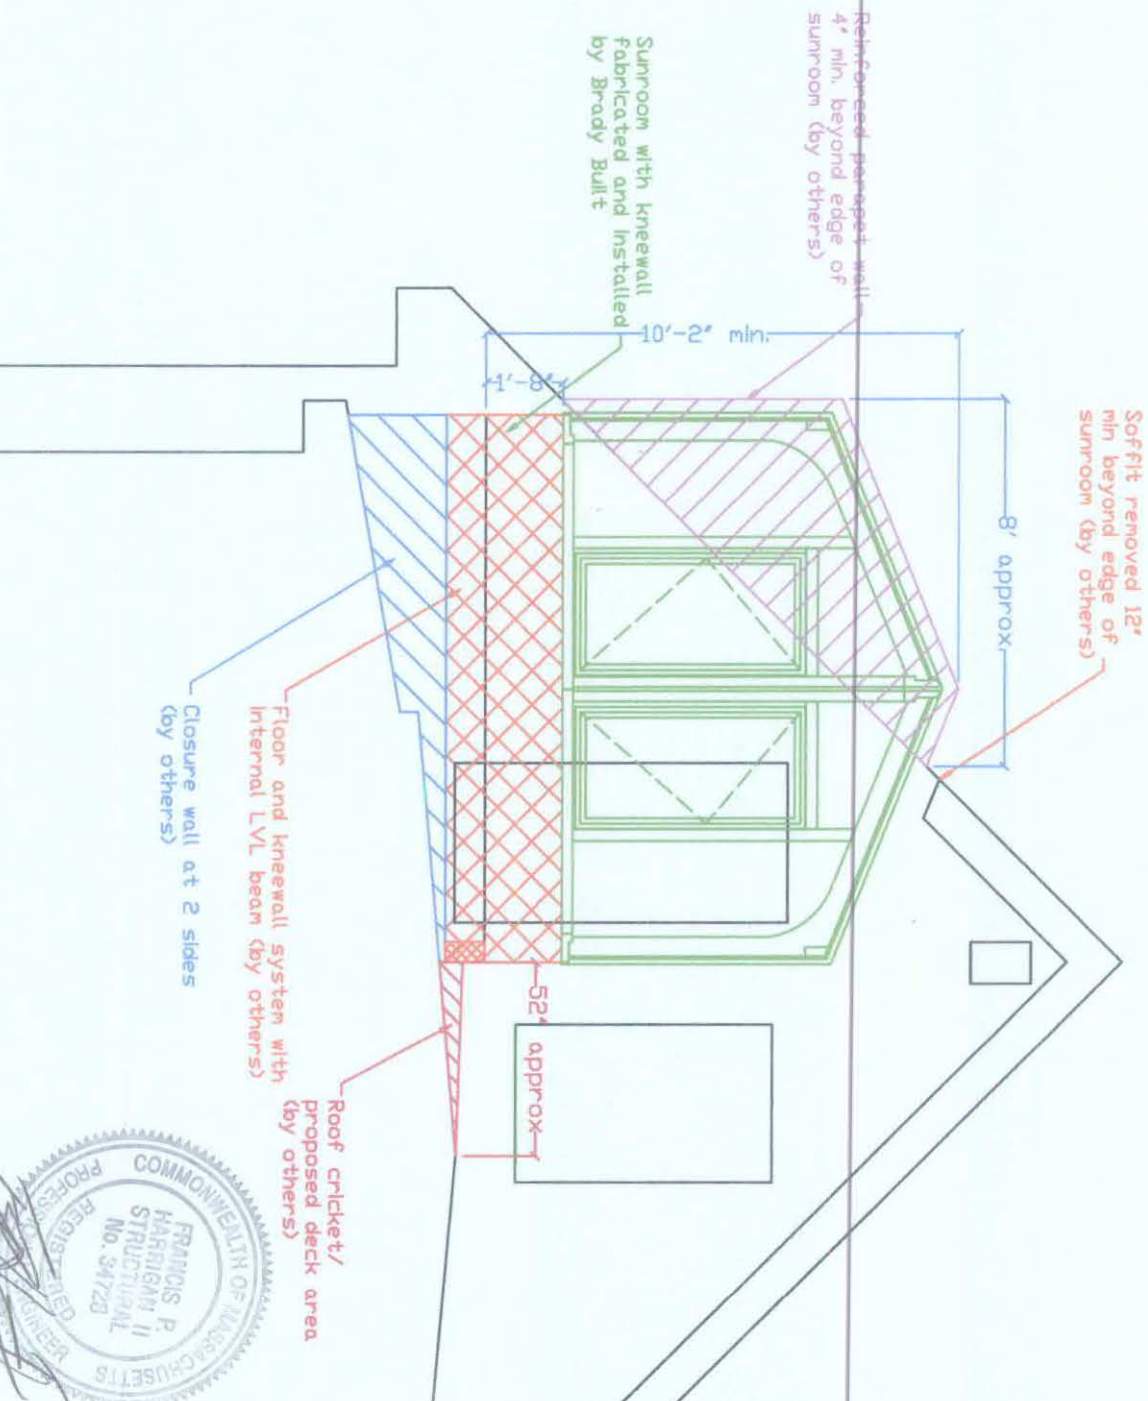 Soffit removed 12"
min beyond edge of
sunroom (by others)
8' approx.
Reinforced parapet wall
4" min. beyond edge of
sunroom (by others)
10'-2" min.
Sunroom with kneewall
fabricated and installed
by Brady Built
1'-8"
52" approx
Roof cricket/
proposed deck area
(by others)
Floor and kneewall system with
internal LVL beam (by others)
Closure wall at 2 sides
(by others)
COMMONWEALTH OF MASSACHUSETTS
FRANCIS P.
HARRIGAN II
STRUCTURAL
No. 34723
REGISTERED
ENGINEER